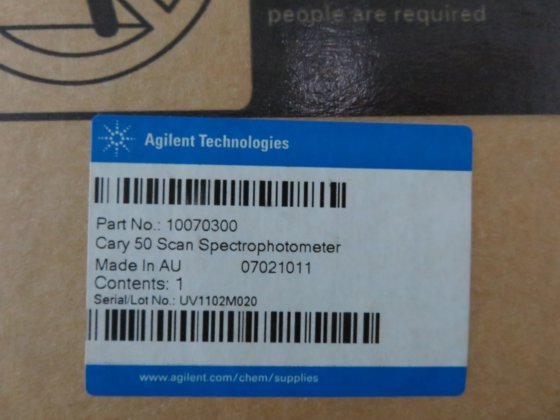 people are required
Agilent Technologies
Part No.: 10070300
Cary 50 Scan Spectrophotometer
Made In AU 07021011
Contents: 1
Serial/Lot No.: UV1102M020
www.agilent.com/chem/supplies